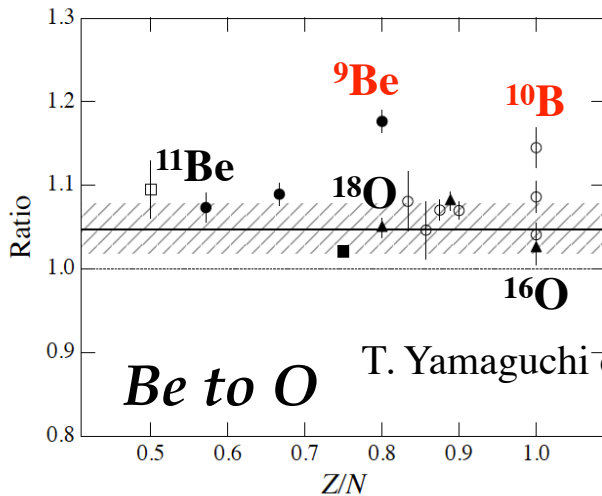 1.3
1.2
1.1
1.0
0.9
0.8
Ratio
⁹Be
¹⁰B
¹¹Be
¹⁸O
¹⁶O
T. Yamaguchi
Be to O
0.5 0.6 0.7 0.8 0.9 1.0
Z/N